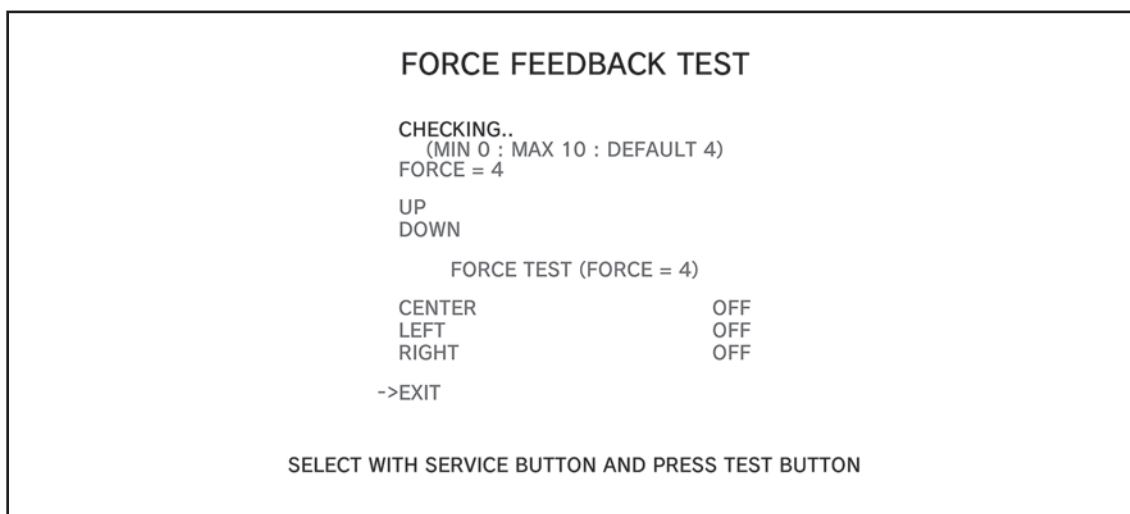 FORCE FEEDBACK TEST
CHECKING..
(MIN 0 : MAX 10 : DEFAULT 4)
FORCE = 4
UP
DOWN
FORCE TEST (FORCE = 4)
CENTER OFF
LEFT OFF
RIGHT OFF
->EXIT
SELECT WITH SERVICE BUTTON AND PRESS TEST BUTTON